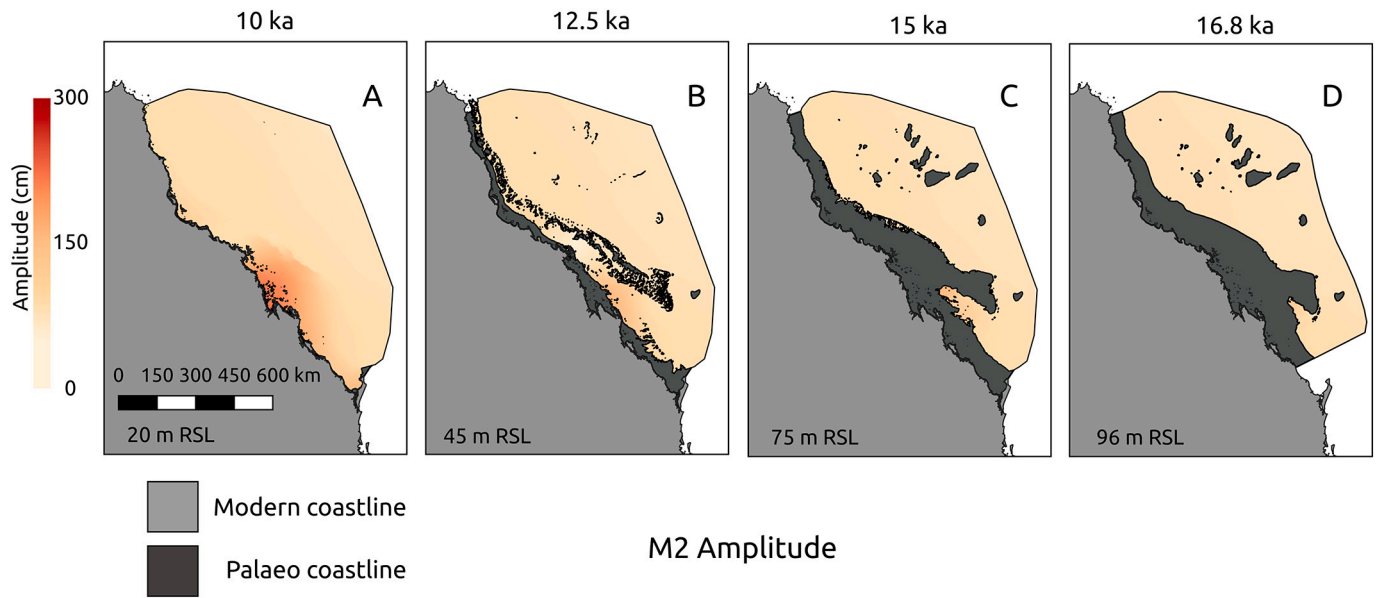 10 ka
12.5 ka
15 ka
16.8 ka
A
B
C
D
300
150
0
Amplitude (cm)
0 150 300 450 600 km
20 m RSL
45 m RSL
75 m RSL
96 m RSL
Modern coastline
Palaeo coastline
M2 Amplitude